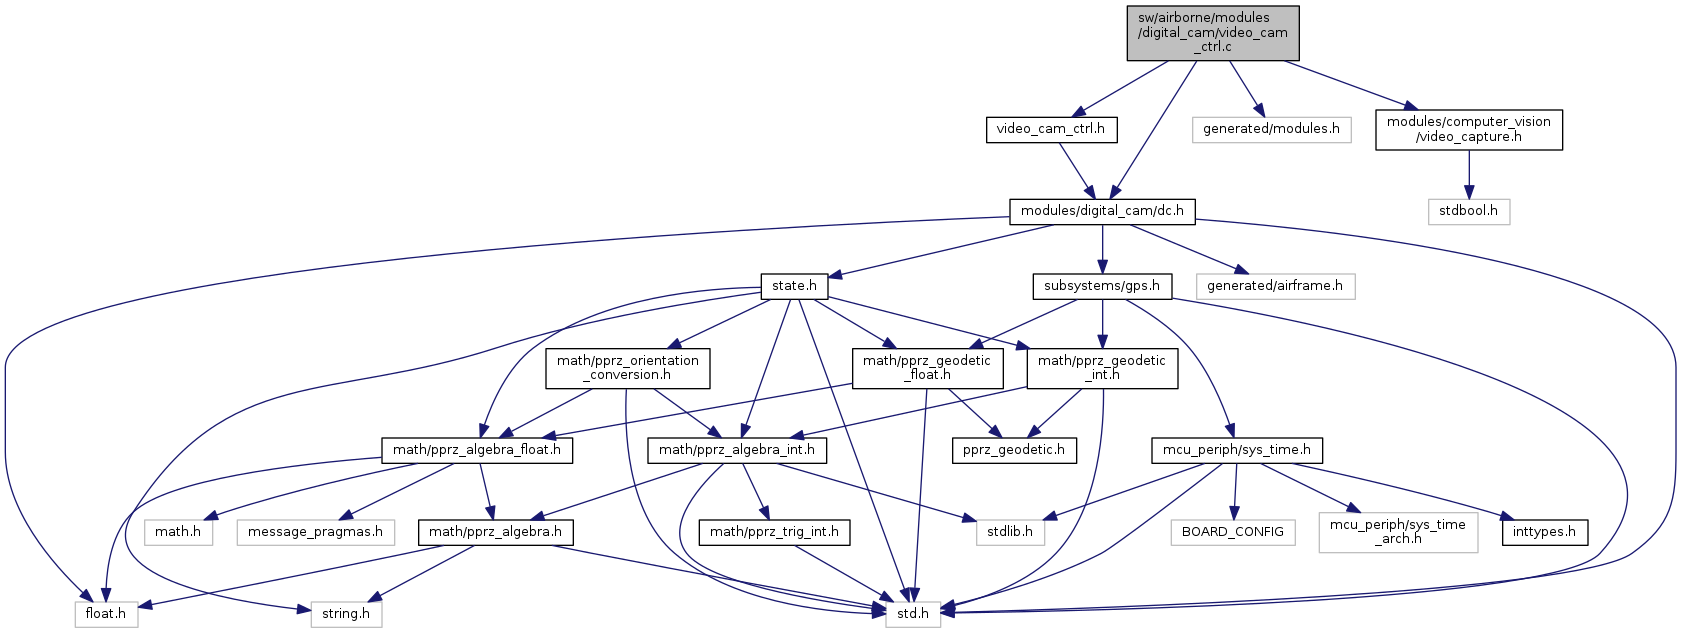 sw/airborne/modules
/digital_cam/video_cam
_ctrl.c
video_cam_ctrl.h
generated/modules.h
modules/computer_vision
/video_capture.h
modules/digital_cam/dc.h
stdbool.h
state.h
subsystems/gps.h
generated/airframe.h
math/pprz_orientation
_conversion.h
math/pprz_geodetic
_float.h
math/pprz_geodetic
_int.h
math/pprz_algebra_float.h
math/pprz_algebra_int.h
pprz_geodetic.h
mcu_periph/sys_time.h
math.h
message_pragmas.h
math/pprz_algebra.h
math/pprz_trig_int.h
stdlib.h
BOARD_CONFIG
mcu_periph/sys_time
_arch.h
inttypes.h
float.h
string.h
std.h